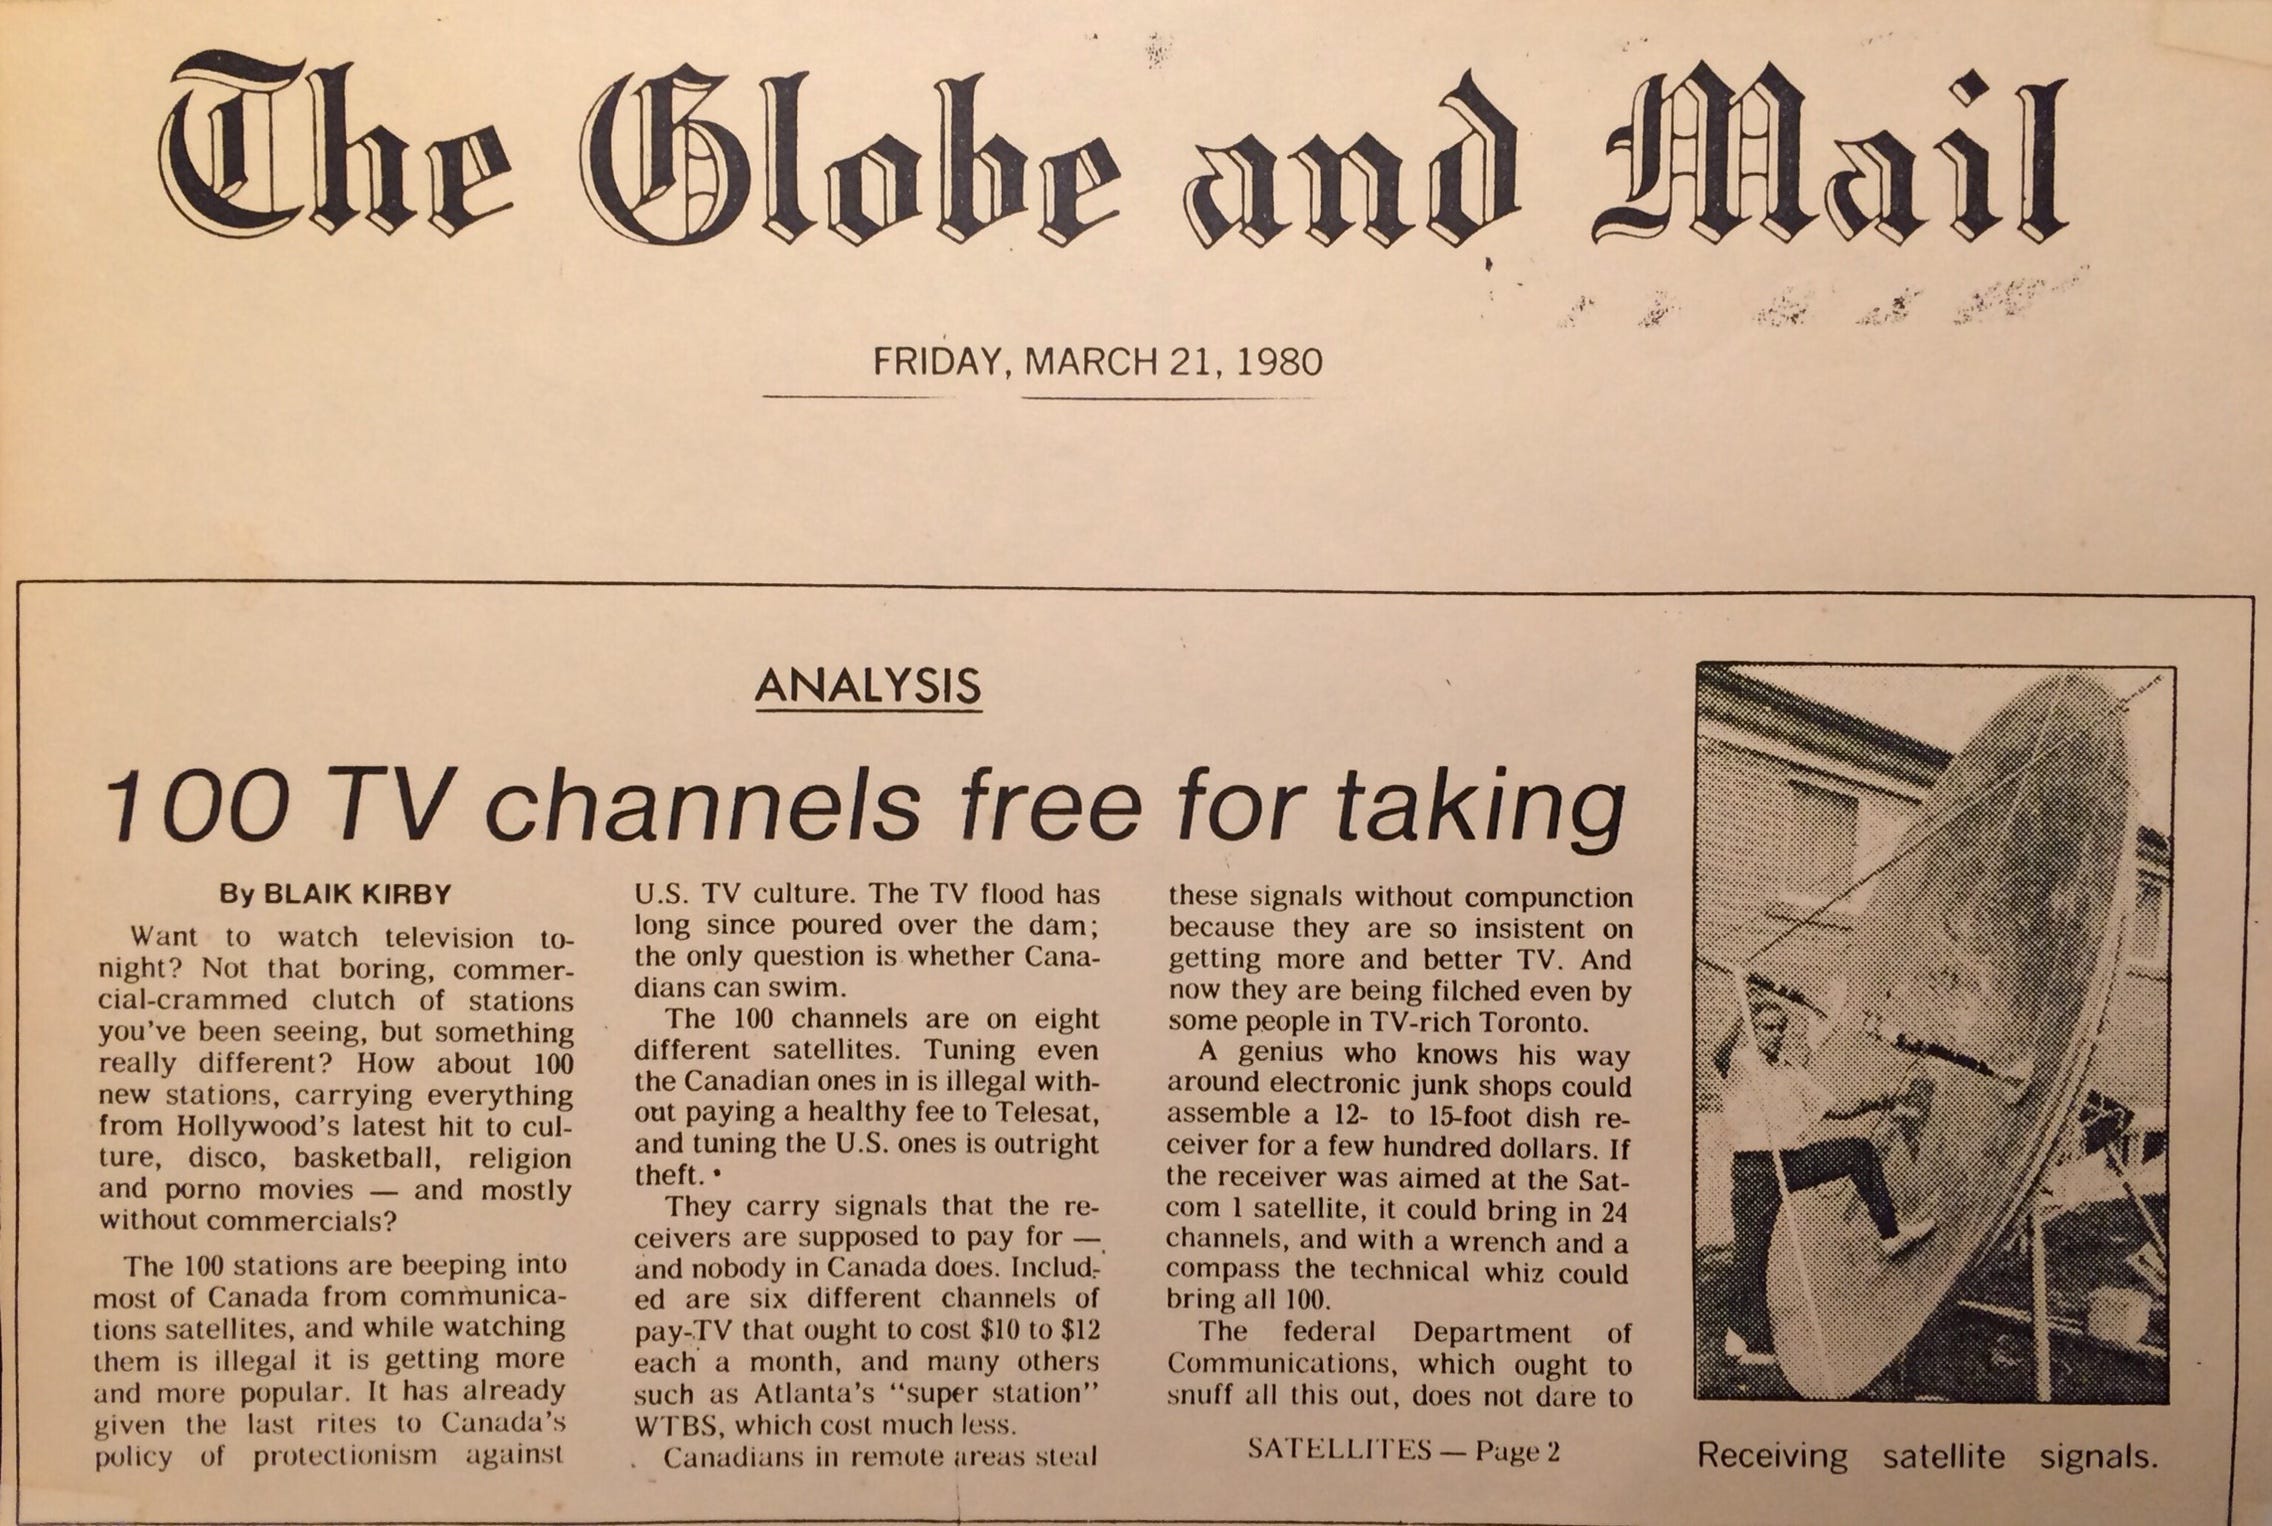 The Globe and Mail
FRIDAY, MARCH 21, 1980
ANALYSIS
100 TV channels free for taking
By BLAIK KIRBY
Want to watch television to-
night? Not that boring, commer-
cial-crammed clutch of stations
you've been seeing, but something
really different? How about 100
new stations, carrying everything
from Hollywood's latest hit to cul-
ture, disco, basketball, religion
and porno movies — and mostly
without commercials?
The 100 stations are beeping into
most of Canada from communica-
tions satellites, and while watching
them is illegal it is getting more
and more popular. It has already
given the last rites to Canada's
policy of protectionism against
U.S. TV culture. The TV flood has
long since poured over the dam;
the only question is whether Cana-
dians can swim.
The 100 channels are on eight
different satellites. Tuning even
the Canadian ones in is illegal with-
out paying a healthy fee to Telesat,
and tuning the U.S. ones is outright
theft.
They carry signals that the re-
ceivers are supposed to pay for —
and nobody in Canada does. Includ-
ed are six different channels of
pay-TV that ought to cost $10 to $12
each a month, and many others
such as Atlanta's "super station"
WTBS, which cost much less.
Canadians in remote areas steal
these signals without compunction
because they are so insistent on
getting more and better TV. And
now they are being filched even by
some people in TV-rich Toronto.
A genius who knows his way
around electronic junk shops could
assemble a 12- to 15-foot dish re-
ceiver for a few hundred dollars. If
the receiver was aimed at the Sat-
com 1 satellite, it could bring in 24
channels, and with a wrench and a
compass the technical whiz could
bring all 100.
The federal Department of
Communications, which ought to
snuff all this out, does not dare to
SATELLITES — Page 2
Receiving satellite signals.